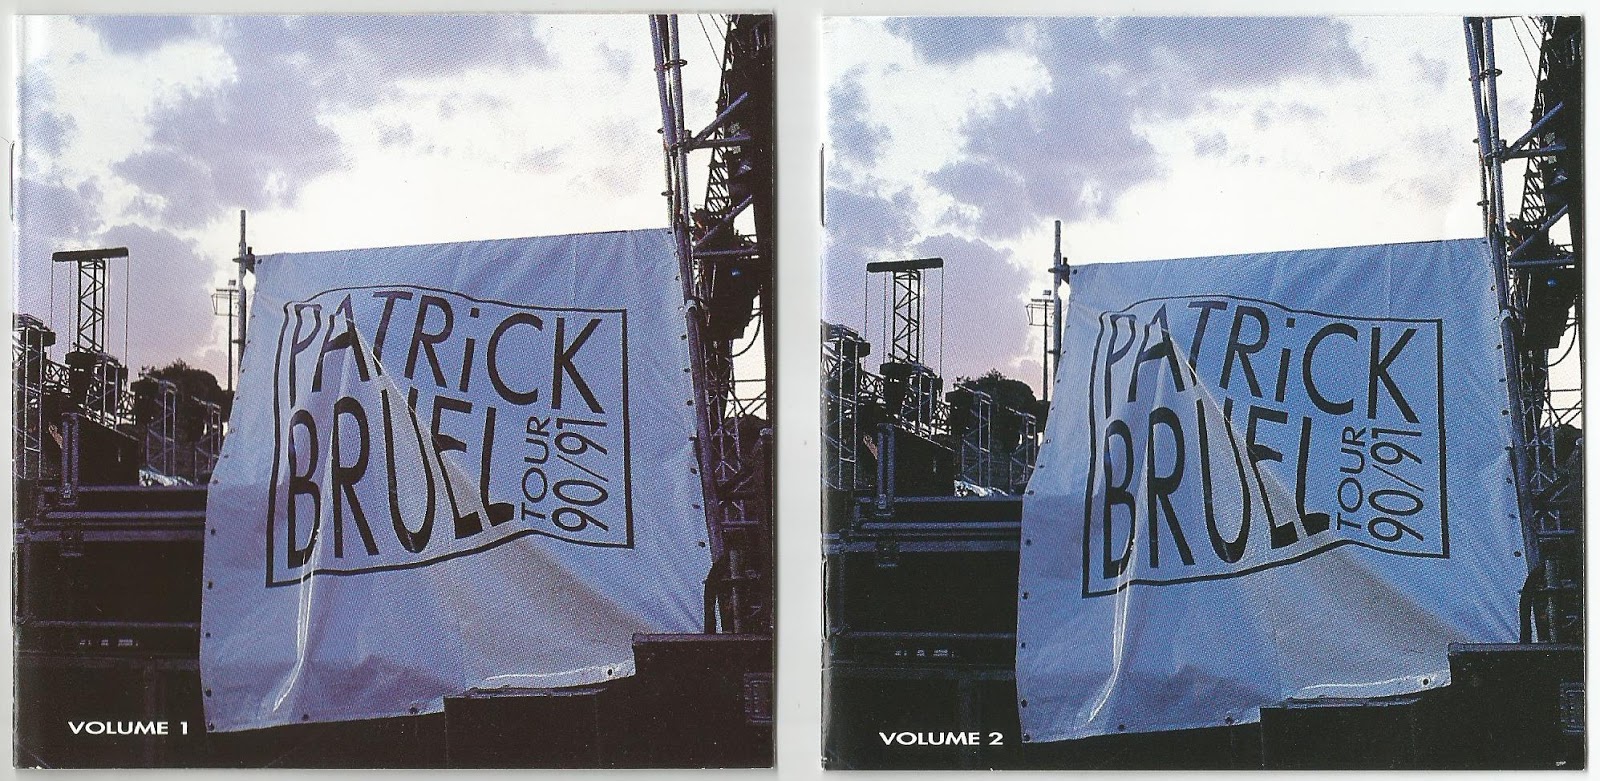 PATRiCK
BRUEL
TOUR
90/91
VOLUME 1
PATRiCK
BRUEL
TOUR
90/91
VOLUME 2